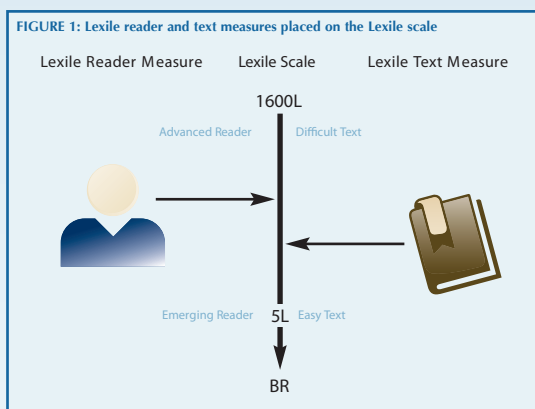 FIGURE 1: Lexile reader and text measures placed on the Lexile scale
Lexile Reader Measure Lexile Scale Lexile Text Measure
1600L
Advanced Reader Difficult Text
Emerging Reader 5L Easy Text
BR